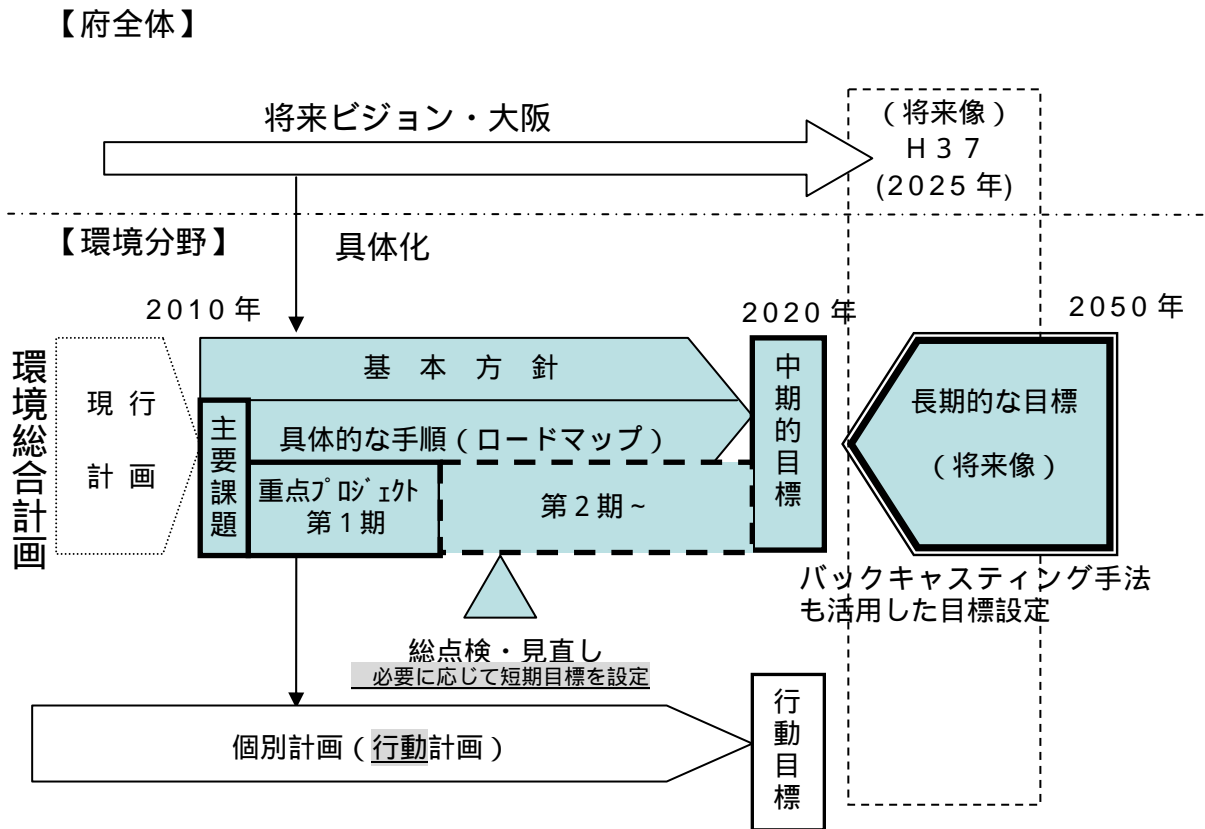 【府全体】
将来ビジョン・大阪
（将来像）
Ｈ３７
(2025年)
【環境分野】
具体化
2010年
2020年
2050年
環境総合計画
現行
計画
基本方針
主要課題
具体的な手順（ロードマップ）
重点ﾌﾟﾛｼﾞｪｸﾄ
第１期
第２期~
中期的目標
長期的な目標
（将来像）
バックキャスティング手法
も活用した目標設定
総点検・見直し
必要に応じて短期目標を設定
個別計画（行動計画）
行動目標